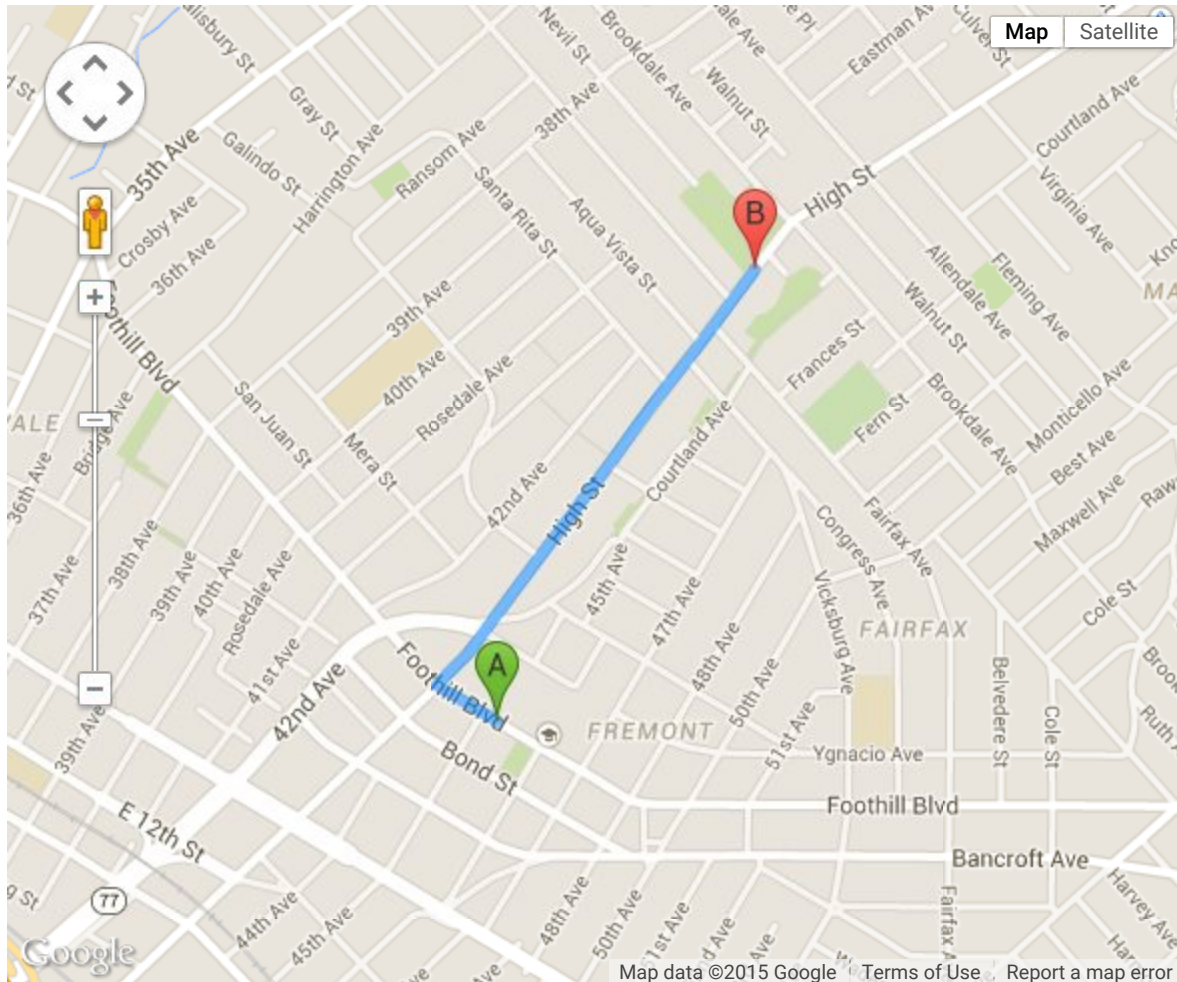 Map
Satellite
Nevil St
Brookdale Ave
Walnut St
Eastman Av
Culver St
Courtland Ave
Gray St
38th Ave
35th Ave
Galindo St
Harrington Ave
Ransom Ave
Santa Rita St
Aqua Vista St
B
High St
Virginia Ave
Crosby Ave
36th Ave
39th Ave
Allendale Ave
Fleming Ave
Walnut St
MA
Foothill Blvd
40th Ave
Rosedale Ave
Frances St
Monticello Ave
San Juan St
Mera St
Fern St
Brookdale Ave
Best Ave
VALE
36th Ave
42nd Ave
High St
Courtland Ave
Maxwell Ave
37th Ave
38th Ave
39th Ave
40th Ave
Rosedale Ave
45th Ave
47th Ave
Congress Ave
Fairfax Ave
Vicksburg Ave
Cole St
FAIRFAX
41st Ave
42nd Ave
Foothill Blvd
A
48th Ave
50th Ave
Belvedere St
Cole St
39th Ave
Bond St
FREMONT
51st Ave
Ygnacio Ave
E 12th St
Foothill Blvd
Bancroft Ave
77
44th Ave
45th Ave
48th Ave
50th Ave
51st Ave
Harvey Ave
Google
Map data ©2015 Google
Terms of Use
Report a map error